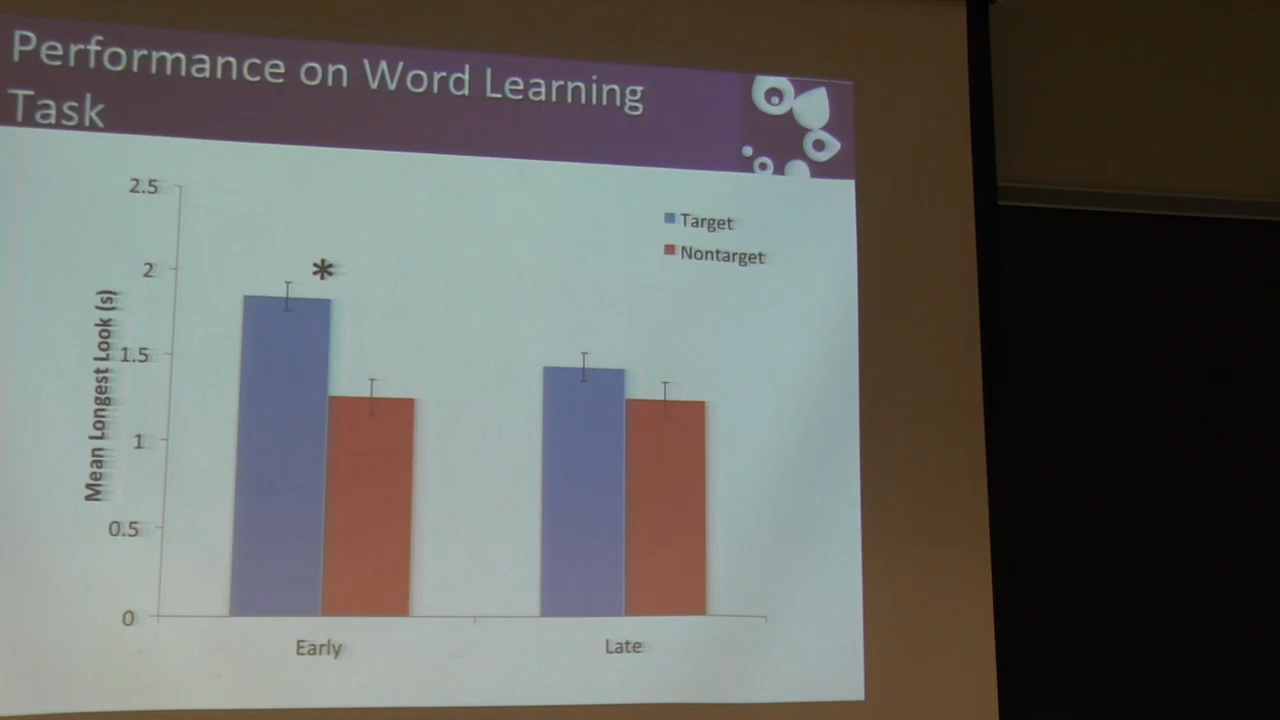 Performance on Word Learning
Task
2.5
2
1.5
1
0.5
0
Mean Longest Look (s)
*
Target
Nontarget
Early
Late